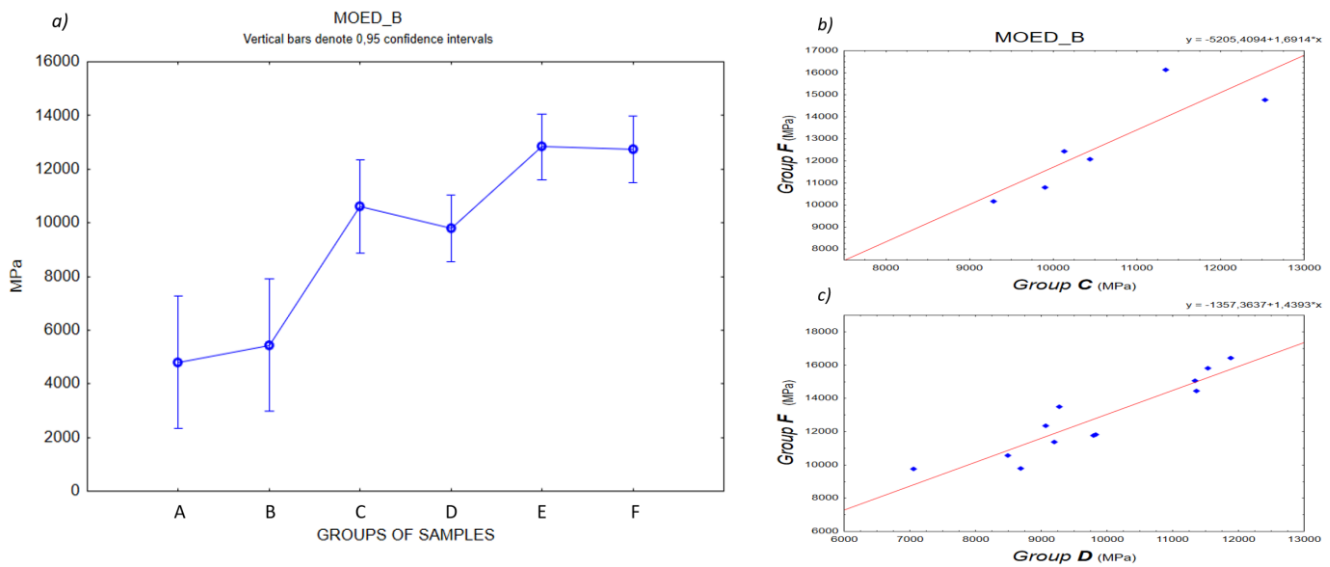 a)
MOED_B
Vertical bars denote 0,95 confidence intervals
16000
14000
12000
10000
8000
6000
4000
2000
0
MPa
A B C D E F
GROUPS OF SAMPLES
b)
MOED_B
y = -5205,4094+1,6914*x
17000
16000
15000
14000
13000
12000
11000
10000
9000
8000
Group F (MPa)
8000 9000 10000 11000 12000 13000
Group C (MPa)
c)
y = -1357,3637+1,4393*x
18000
16000
14000
12000
10000
8000
6000
Group F (MPa)
6000 7000 8000 9000 10000 11000 12000 13000
Group D (MPa)